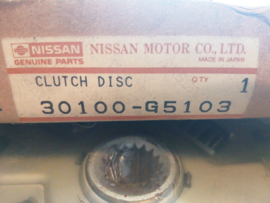 NISSAN NISSAN MOTOR CO., LTD.
GENUINE PARTS MADE IN JAPAN
CLUTCH DISC QTY 1
30100-G5103